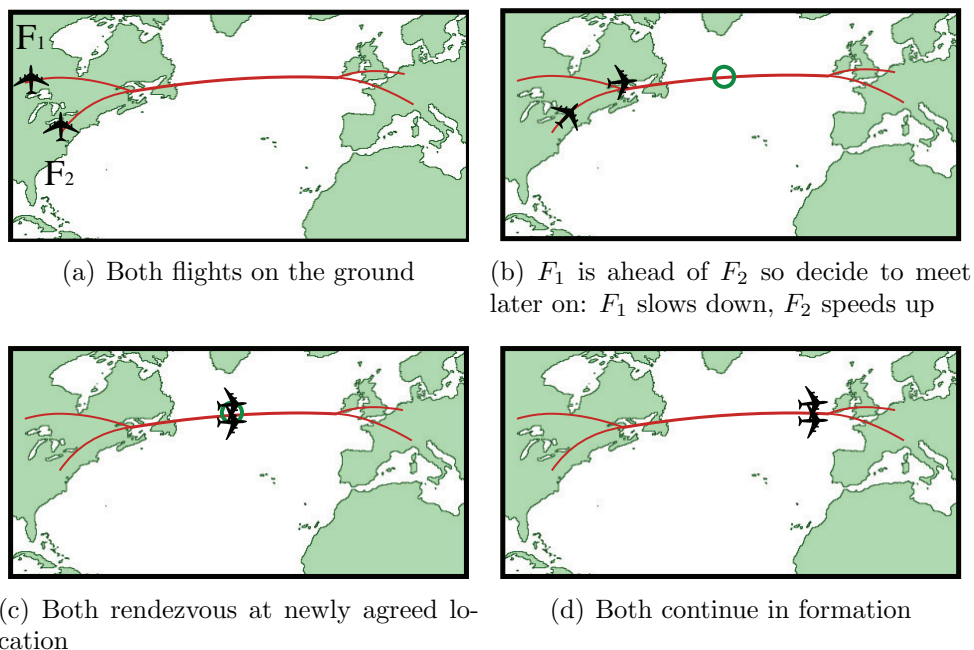 F1
F2
(a) Both flights on the ground
(b) F1 is ahead of F2 so decide to meet
later on: F1 slows down, F2 speeds up
(c) Both rendezvous at newly agreed lo-
cation
(d) Both continue in formation